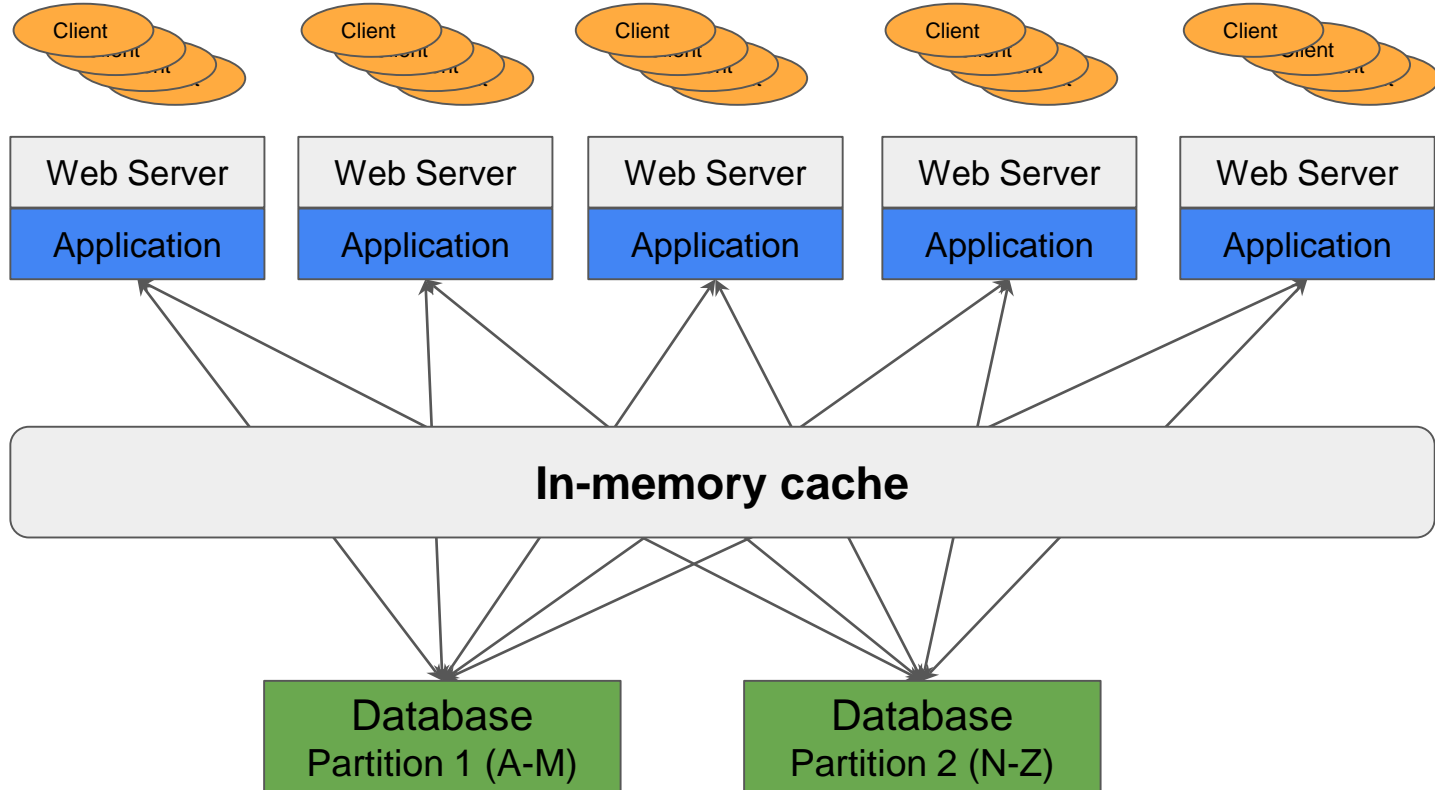 Client
Client
Client
Client
Client
Web Server
Web Server
Web Server
Web Server
Web Server
Application
Application
Application
Application
Application
In-memory cache
Database
Partition 1 (A-M)
Database
Partition 2 (N-Z)